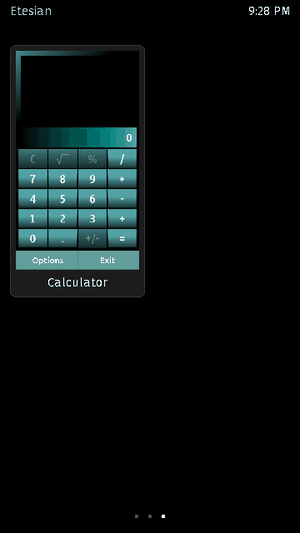 Etesian 9:28 PM
0
C √ % /
7 8 9 *
4 5 6 -
1 2 3 +
0 . +/- =
Options Exit
Calculator